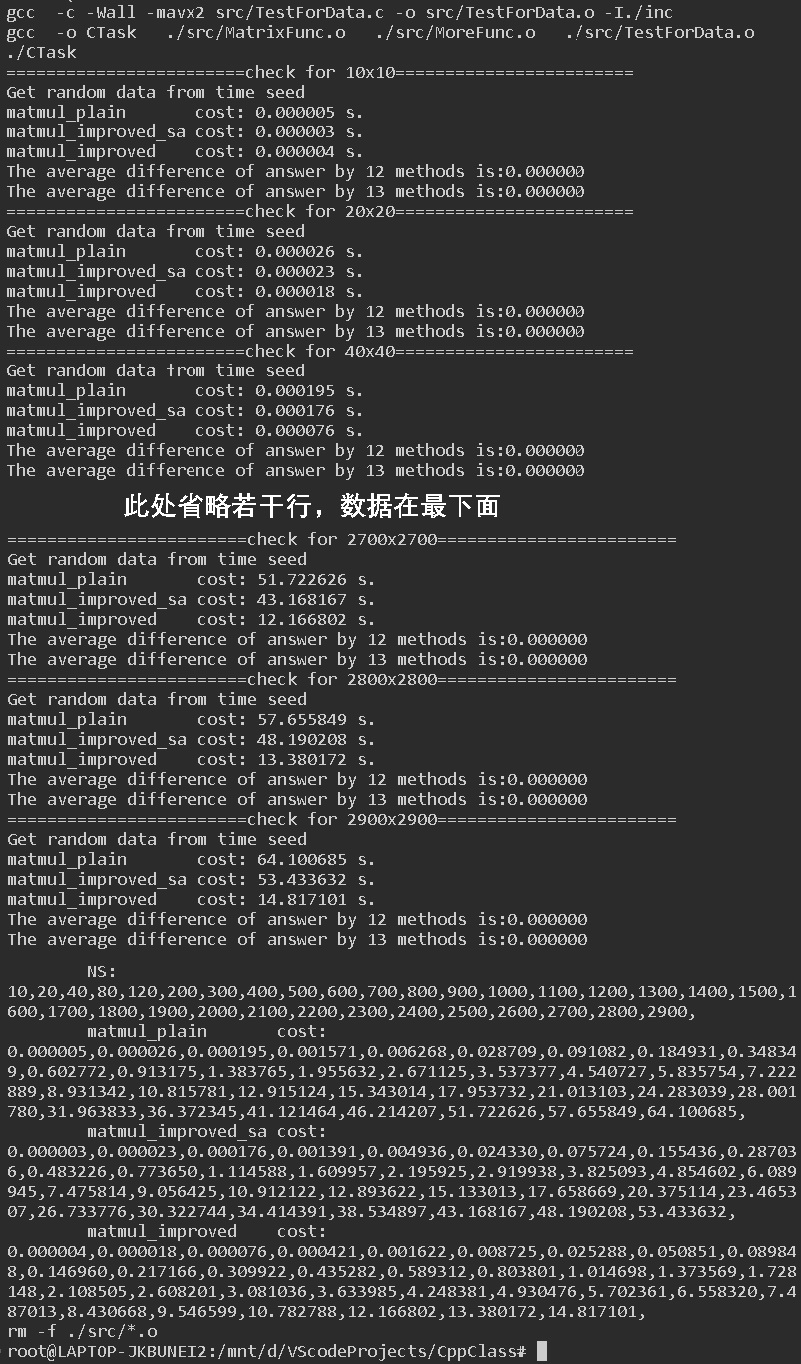 gcc  -c -Wall -mavx2 src/TestForData.c -o src/TestForData.o -I./inc
gcc  -o CTask   ./src/MatrixFunc.o   ./src/MoreFunc.o   ./src/TestForData.o
./CTask
========================check for 10x10========================
Get random data from time seed
matmul_plain       cost: 0.000005 s.
matmul_improved_sa cost: 0.000003 s.
matmul_improved    cost: 0.000004 s.
The average difference of answer by 12 methods is:0.000000
The average difference of answer by 13 methods is:0.000000
========================check for 20x20========================
Get random data from time seed
matmul_plain       cost: 0.000026 s.
matmul_improved_sa cost: 0.000023 s.
matmul_improved    cost: 0.000018 s.
The average difference of answer by 12 methods is:0.000000
The average difference of answer by 13 methods is:0.000000
========================check for 40x40========================
Get random data from time seed
matmul_plain       cost: 0.000195 s.
matmul_improved_sa cost: 0.000176 s.
matmul_improved    cost: 0.000076 s.
The average difference of answer by 12 methods is:0.000000
The average difference of answer by 13 methods is:0.000000
此处省略若干行，数据在最下面
========================check for 2700x2700========================
Get random data from time seed
matmul_plain       cost: 51.722626 s.
matmul_improved_sa cost: 43.168167 s.
matmul_improved    cost: 12.166802 s.
The average difference of answer by 12 methods is:0.000000
The average difference of answer by 13 methods is:0.000000
========================check for 2800x2800========================
Get random data from time seed
matmul_plain       cost: 57.655849 s.
matmul_improved_sa cost: 48.190208 s.
matmul_improved    cost: 13.380172 s.
The average difference of answer by 12 methods is:0.000000
The average difference of answer by 13 methods is:0.000000
========================check for 2900x2900========================
Get random data from time seed
matmul_plain       cost: 64.100685 s.
matmul_improved_sa cost: 53.433632 s.
matmul_improved    cost: 14.817101 s.
The average difference of answer by 12 methods is:0.000000
The average difference of answer by 13 methods is:0.000000
NS:
10,20,40,80,120,200,300,400,500,600,700,800,900,1000,1100,1200,1300,1400,1500,1
600,1700,1800,1900,2000,2100,2200,2300,2400,2500,2600,2700,2800,2900,
matmul_plain       cost:
0.000005,0.000026,0.000195,0.001571,0.006268,0.028709,0.091082,0.184931,0.34834
9,0.602772,0.913175,1.383765,1.955632,2.671125,3.537377,4.540727,5.835754,7.222
889,8.931342,10.815781,12.915124,15.343014,17.953732,21.013103,24.283039,28.001
780,31.963833,36.372345,41.121464,46.214207,51.722626,57.655849,64.100685,
matmul_improved_sa cost:
0.000003,0.000023,0.000176,0.001391,0.004936,0.024330,0.075724,0.155436,0.28703
6,0.483226,0.773650,1.114588,1.609957,2.195925,2.919938,3.825093,4.854602,6.089
945,7.475814,9.056425,10.912122,12.893622,15.133013,17.658669,20.375114,23.4653
07,26.733776,30.322744,34.414391,38.534897,43.168167,48.190208,53.433632,
matmul_improved    cost:
0.000004,0.000018,0.000076,0.000421,0.001622,0.008725,0.025288,0.050851,0.08984
8,0.146960,0.217166,0.309922,0.435282,0.589312,0.803801,1.014698,1.373569,1.728
148,2.108505,2.608201,3.081036,3.633985,4.248381,4.930476,5.702361,6.558320,7.4
87013,8.430668,9.546599,10.782788,12.166802,13.380172,14.817101,
rm -f ./src/*.o
root@LAPTOP-JKBUNEI2:/mnt/d/VScodeProjects/CppClass#